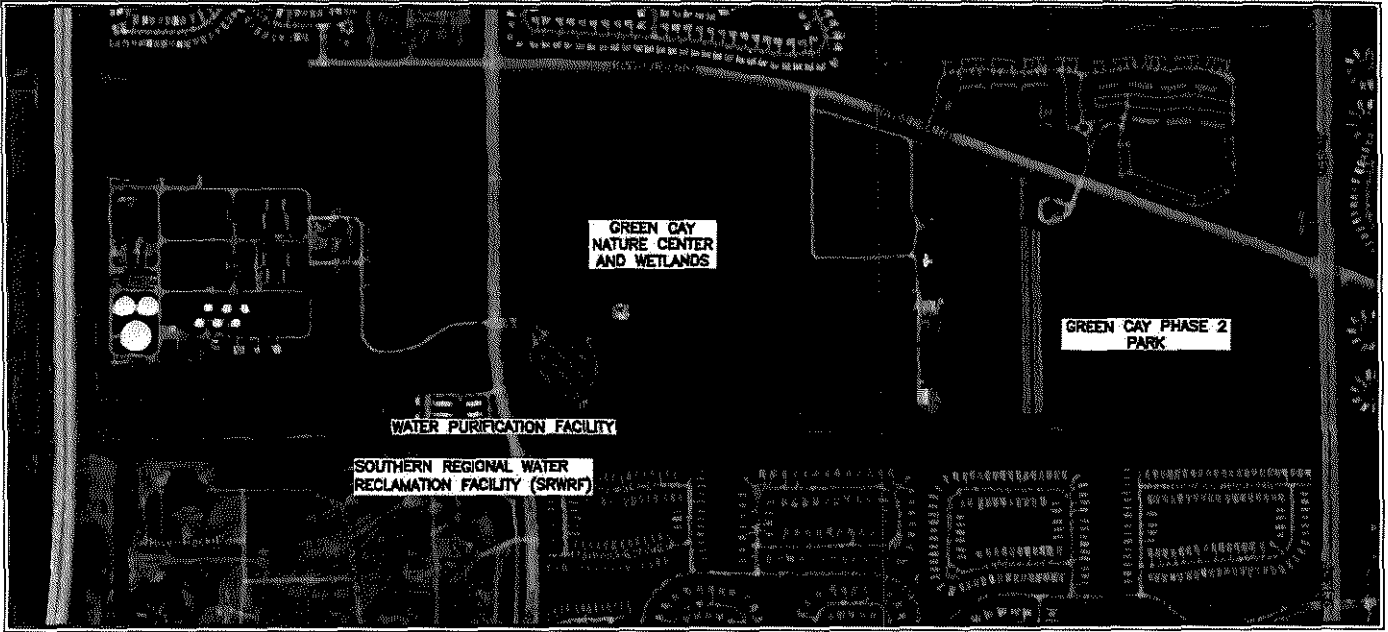 GREEN CAY
NATURE CENTER
AND WETLANDS
GREEN CAY PHASE 2
PARK
WATER PURIFICATION FACILITY
SOUTHERN REGIONAL WATER
RECLAMATION FACILITY (SRWRF)